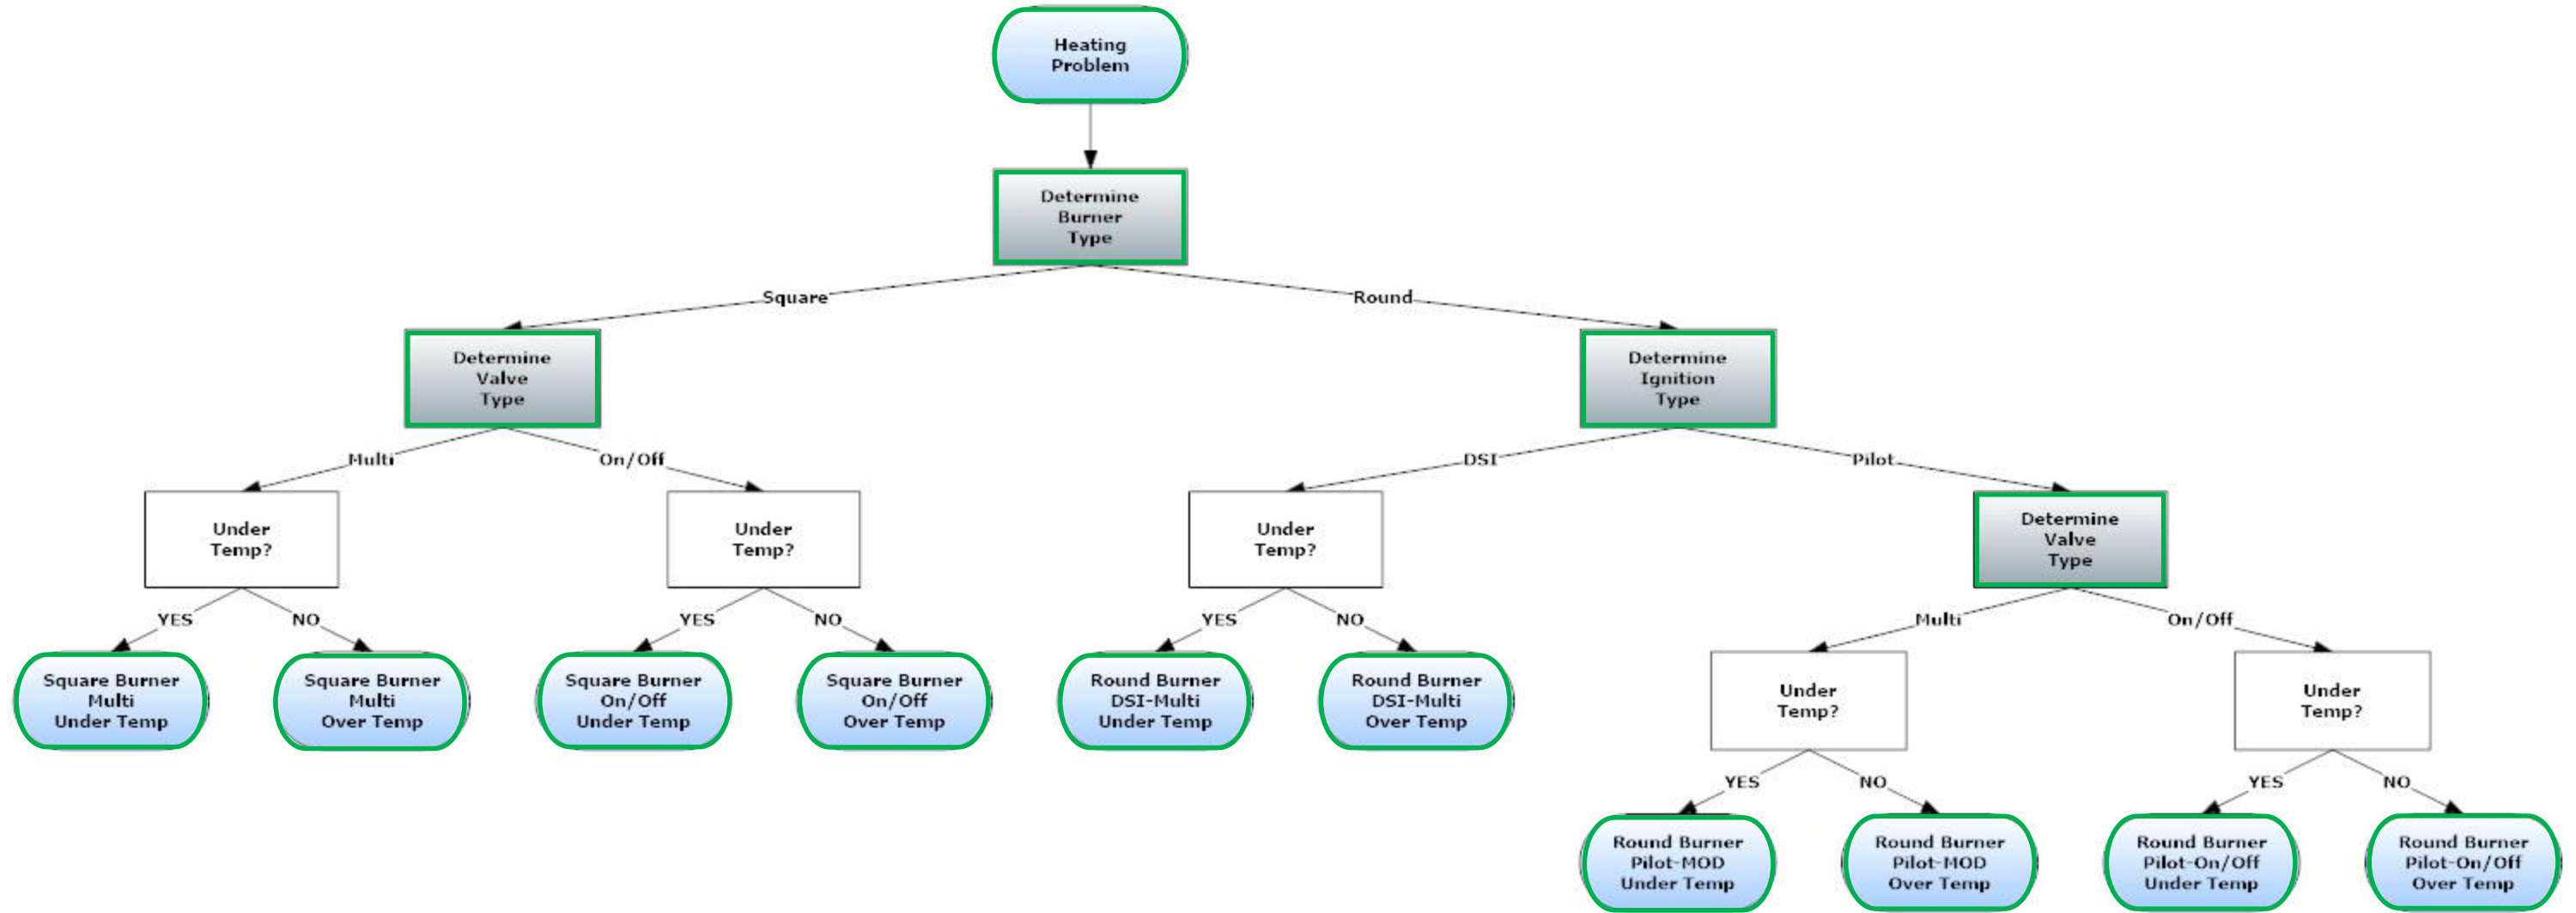 Heating
Problem
Determine
Burner
Type
Square
Round
Determine
Valve
Type
Determine
Ignition
Type
Multi
On/Off
DSI
Pilot
Under
Temp?
Under
Temp?
Under
Temp?
Determine
Valve
Type
YES
NO
YES
NO
YES
NO
Multi
On/Off
Square Burner
Multi
Under Temp
Square Burner
Multi
Over Temp
Square Burner
On/Off
Under Temp
Square Burner
On/Off
Over Temp
Round Burner
DSI-Multi
Under Temp
Round Burner
DSI-Multi
Over Temp
Under
Temp?
Under
Temp?
YES
NO
YES
NO
Round Burner
Pilot-MOD
Under Temp
Round Burner
Pilot-MOD
Over Temp
Round Burner
Pilot-On/Off
Under Temp
Round Burner
Pilot-On/Off
Over Temp